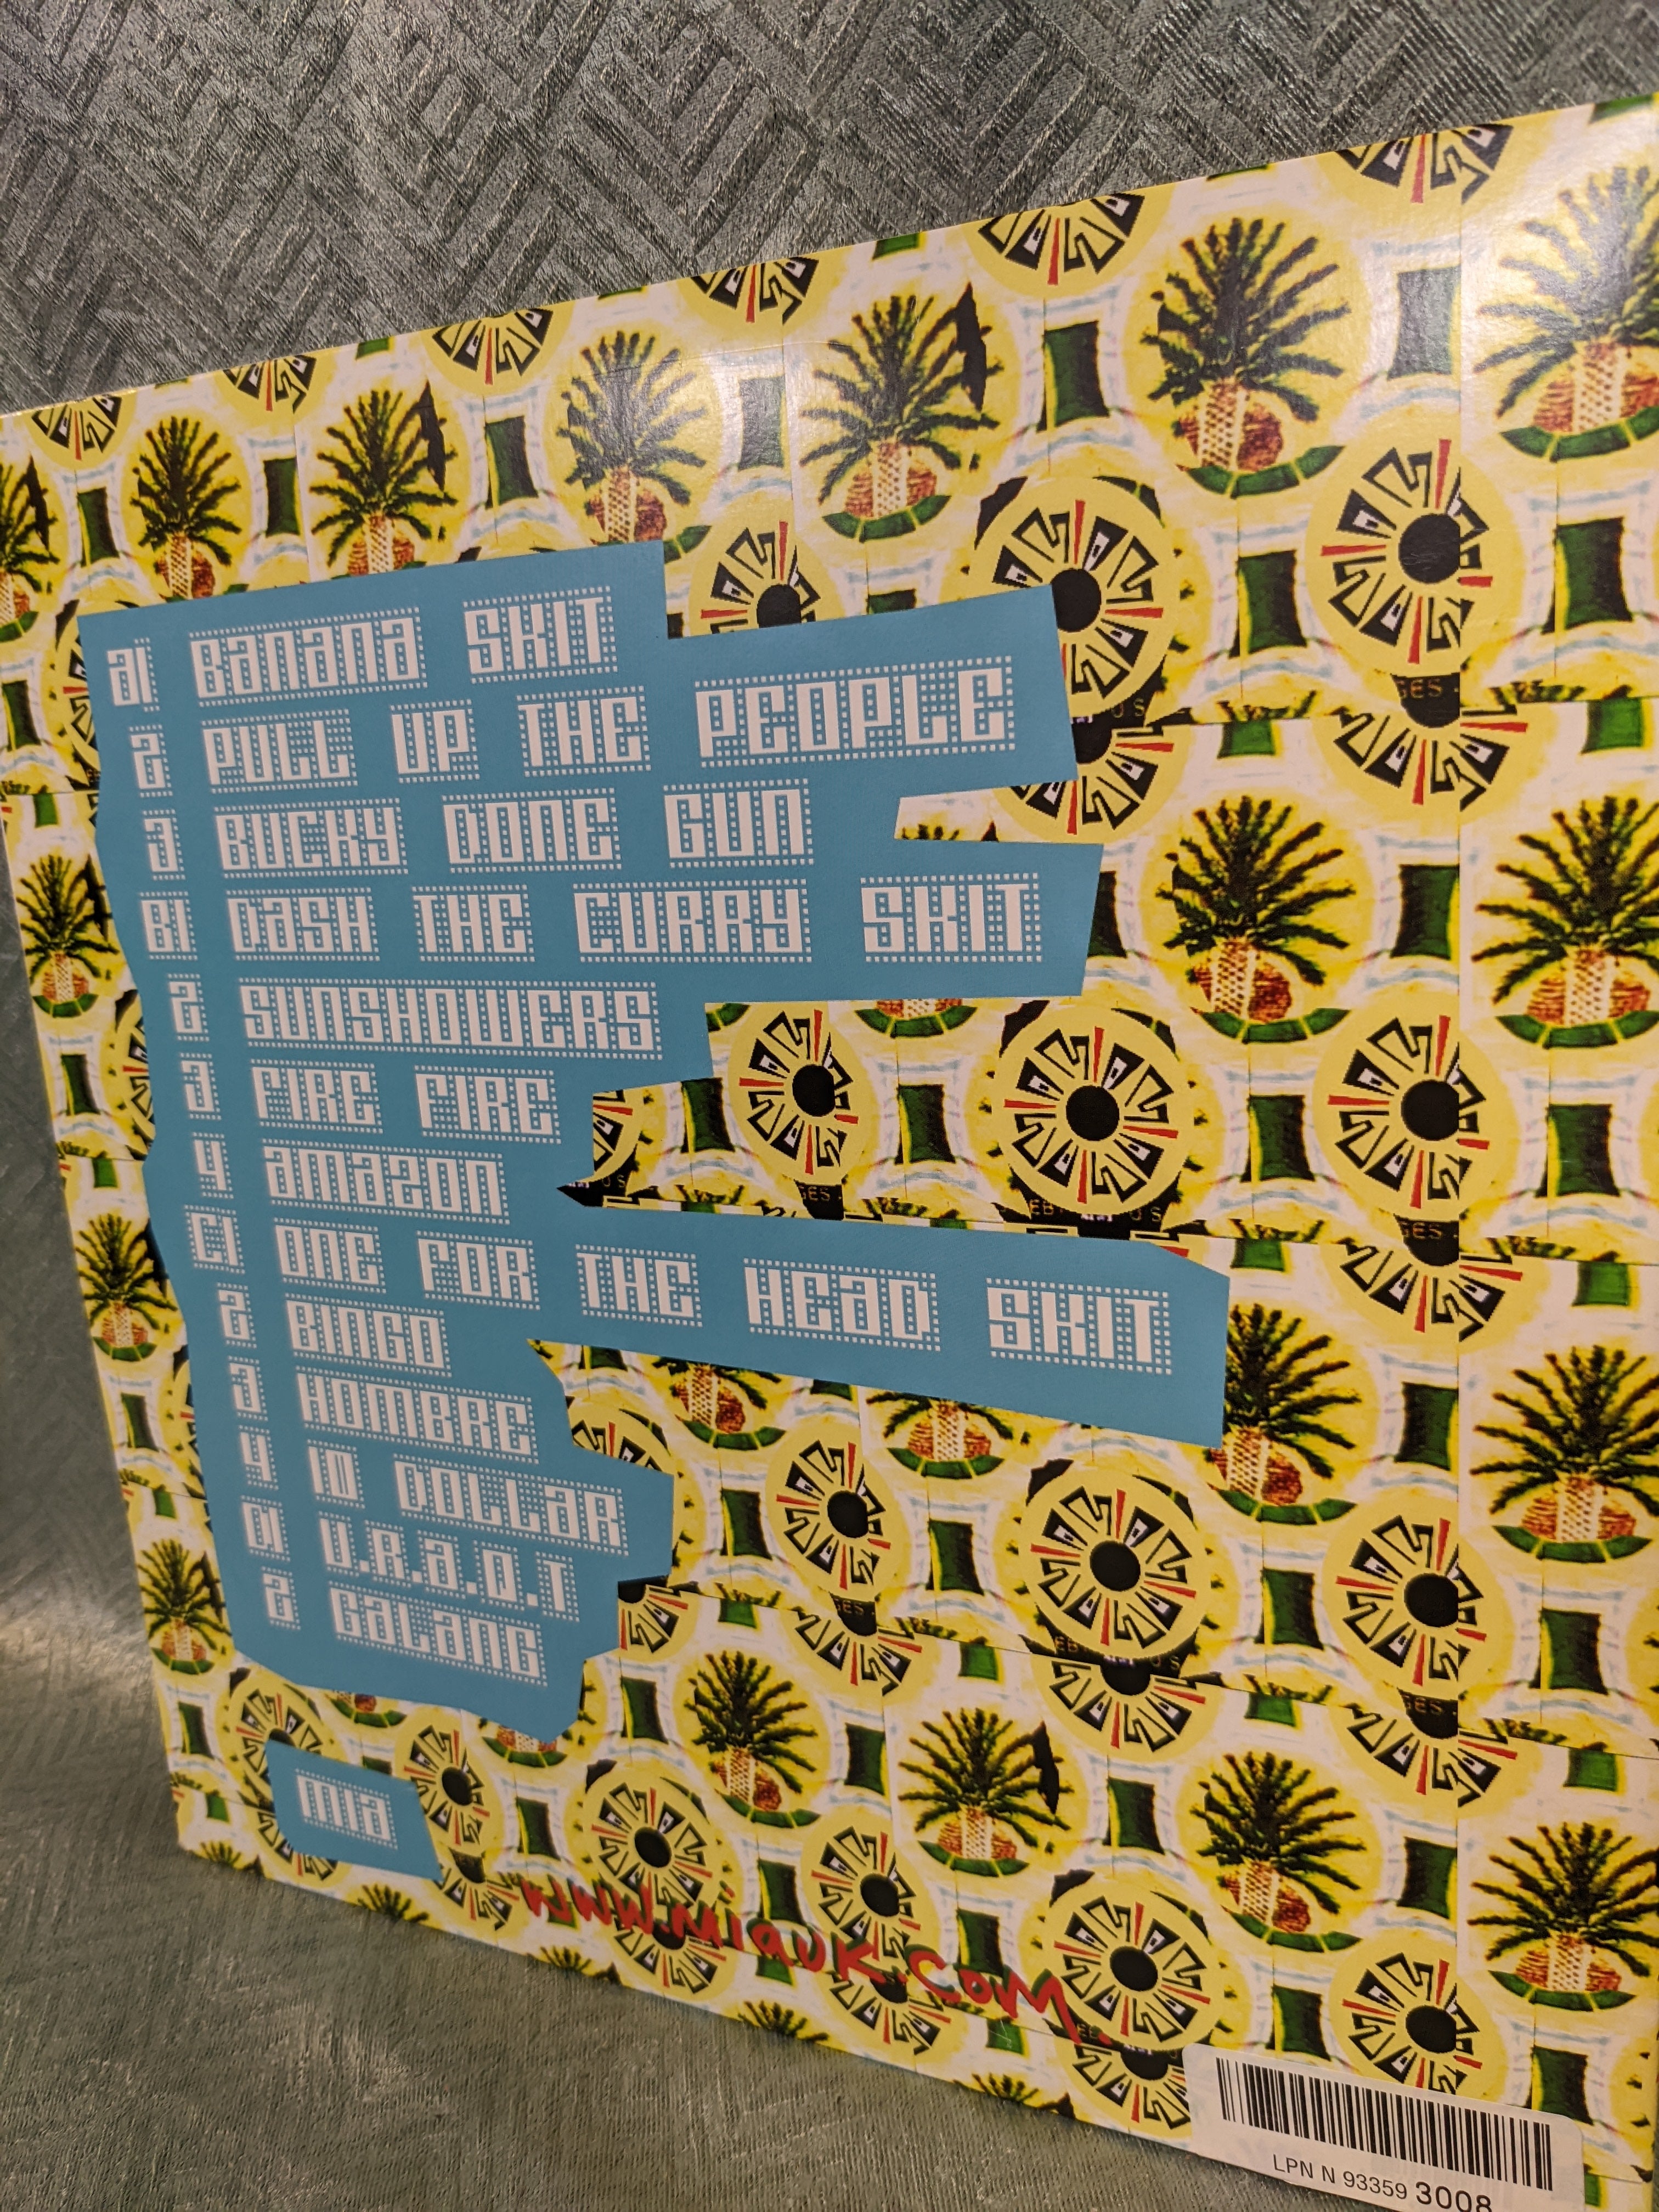 a1 Banana SKIT
2 PULL UP THE PEOPLE
3 BUCKY DONE GUN
B1 DaSH THE CURRY SKIT
2 SUNSHOWERS
3 FIRE FIRE
4 amazon
C1 ONE FOR THE HEaD SKIT
2 BINGO
3 HOMBRE
4 10 DOLLaR
D1 U.R.a.Q.T
2 GaLanG
mia
www.miauk.com
LPN N 93359 3008